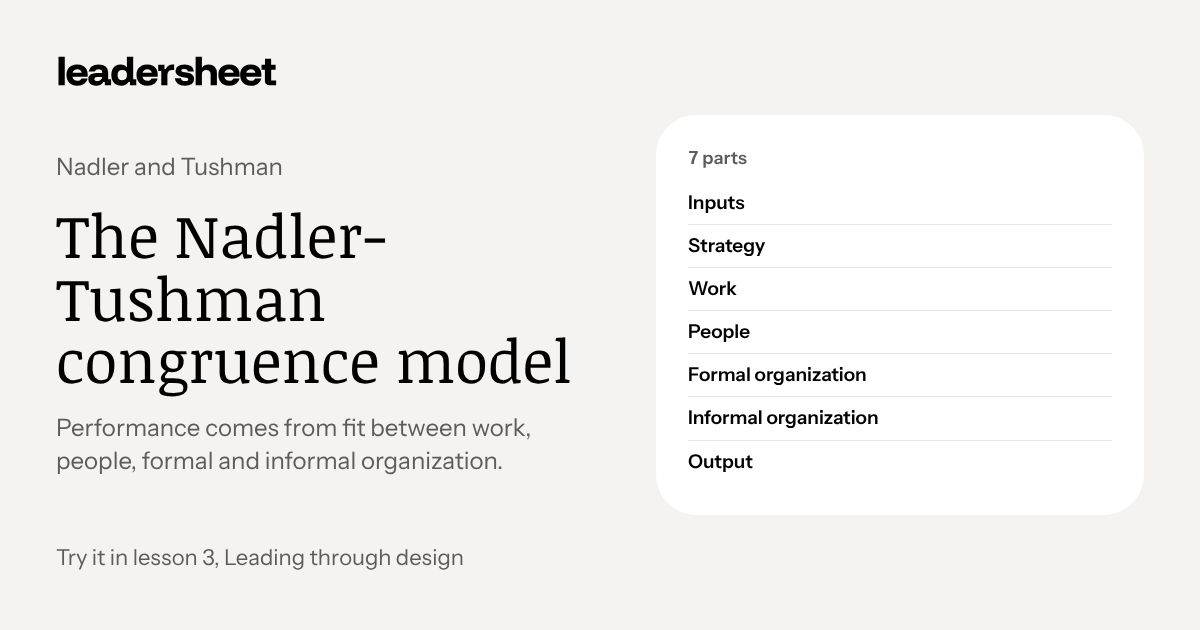 leadersheet
Nadler and Tushman
The Nadler-
Tushman
congruence model
Performance comes from fit between work,
people, formal and informal organization.
Try it in lesson 3, Leading through design
7 parts
Inputs
Strategy
Work
People
Formal organization
Informal organization
Output